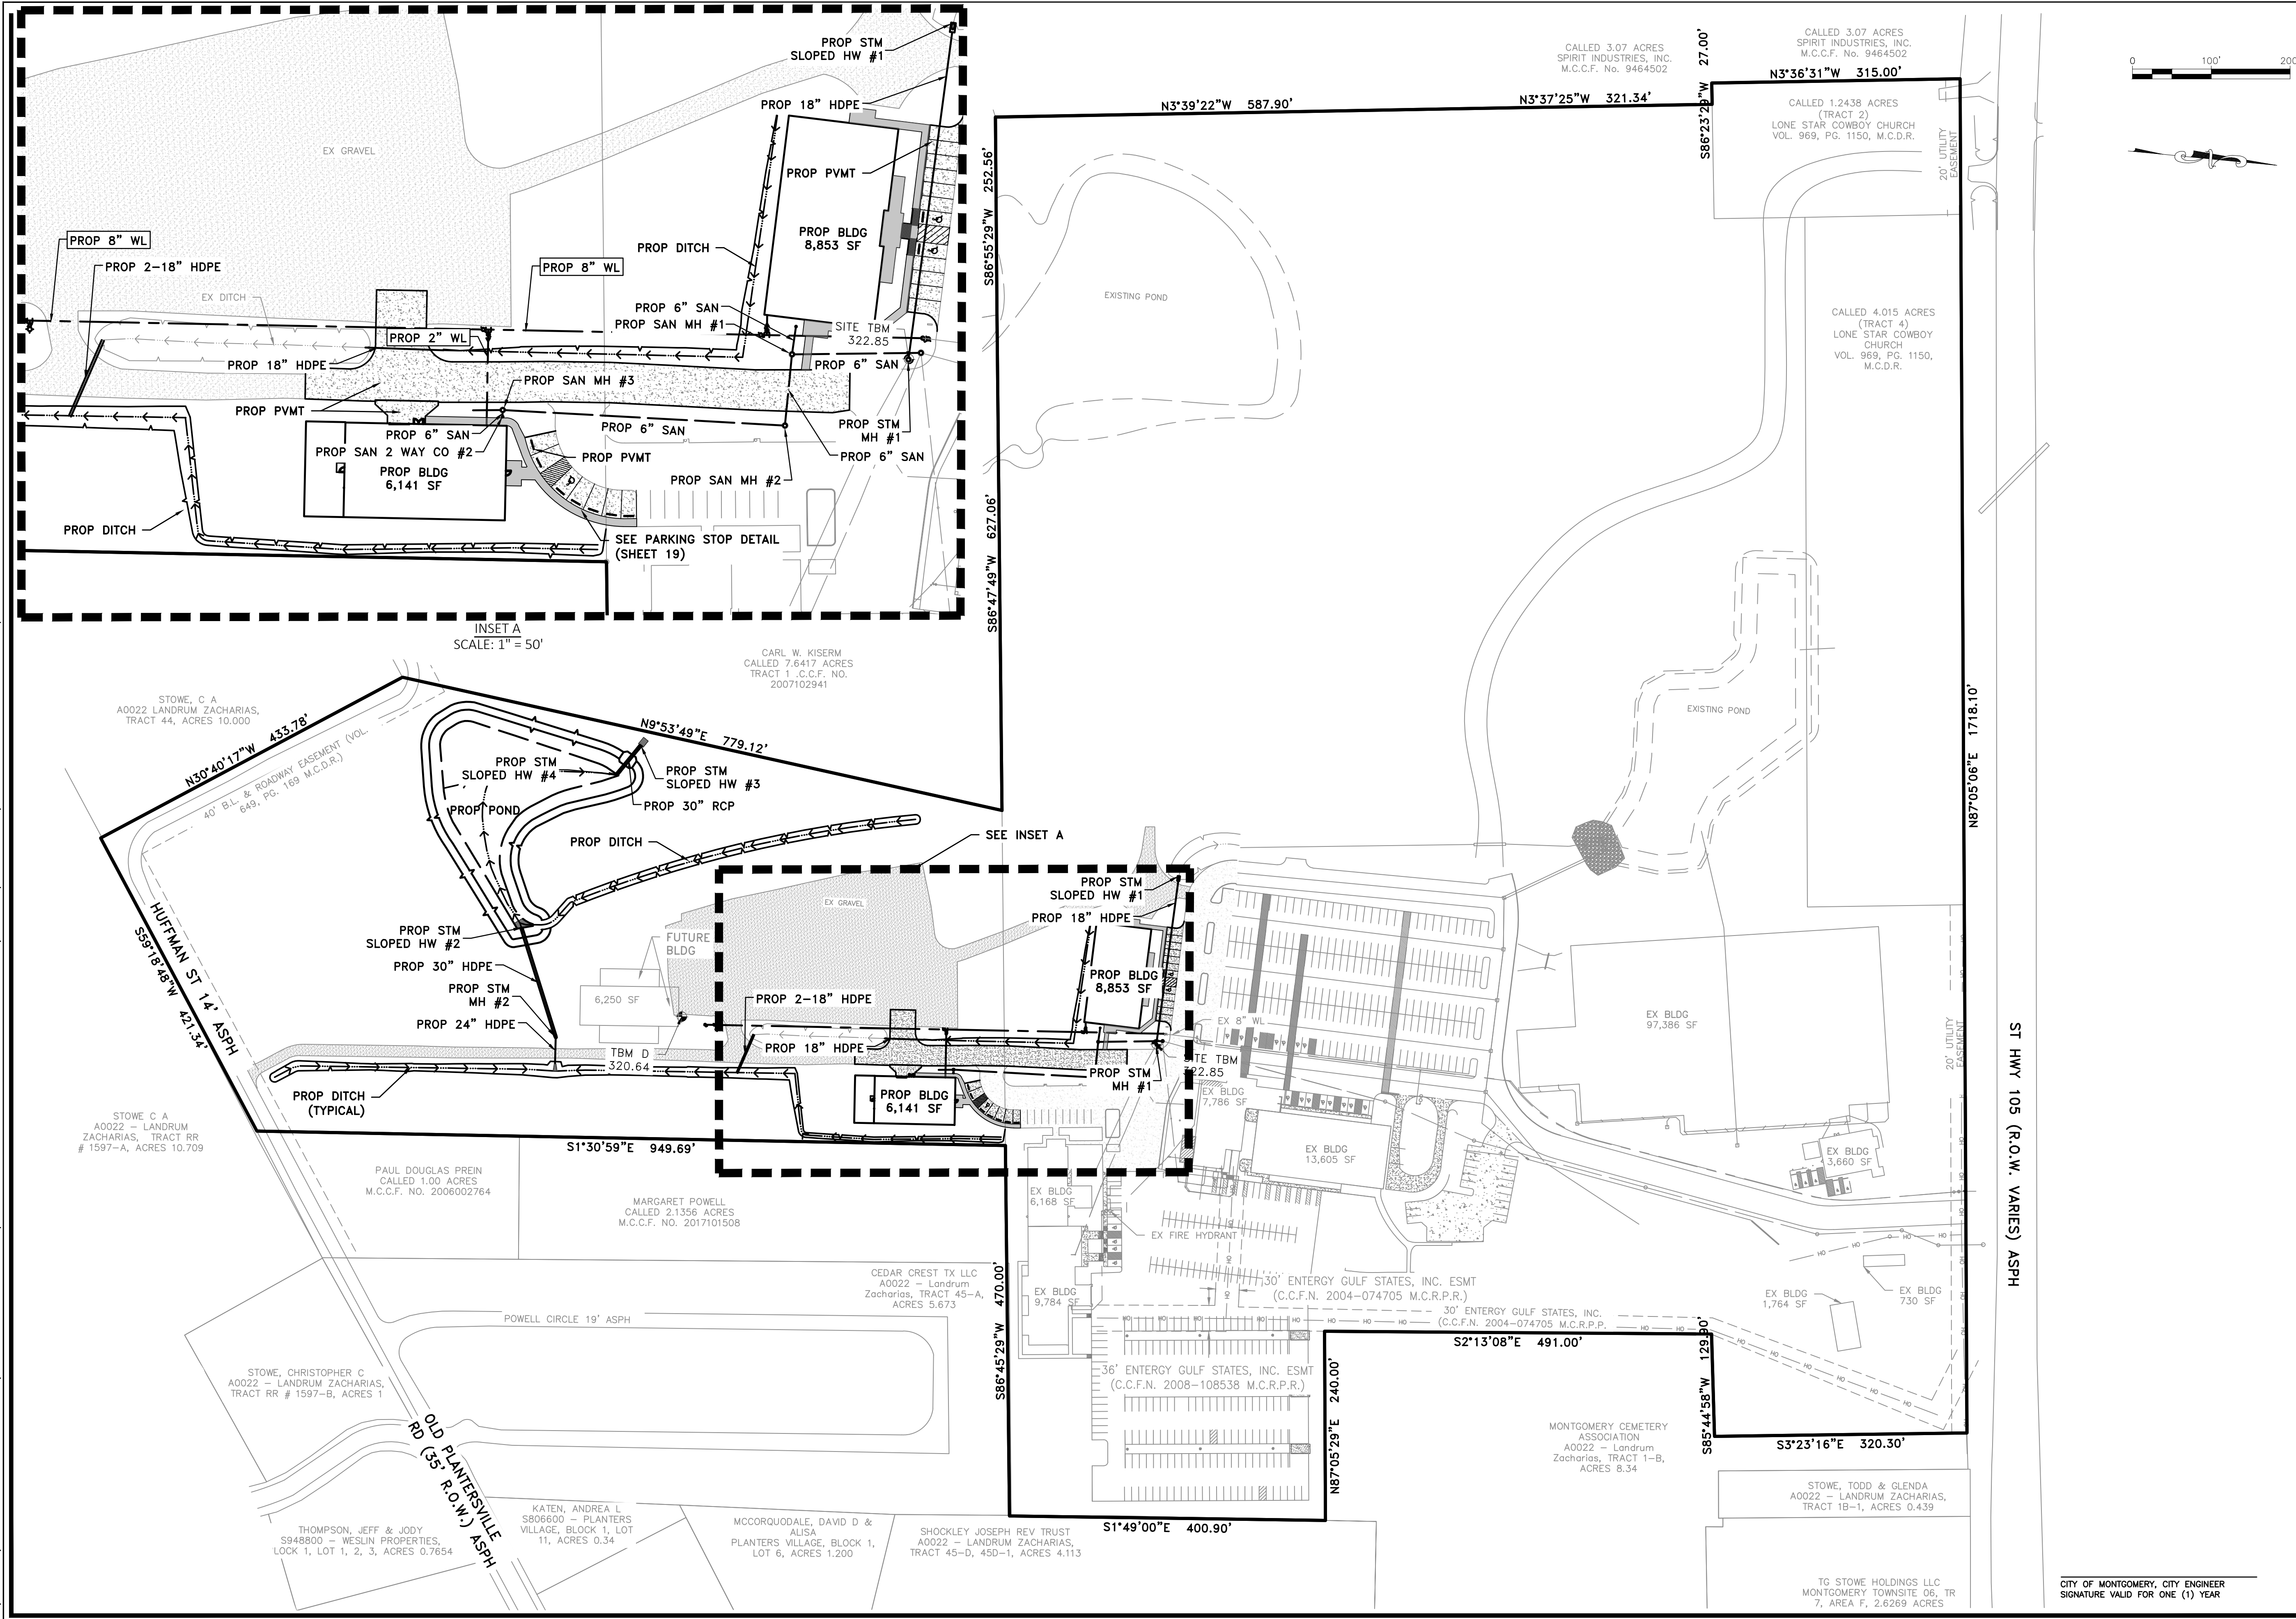 PROP STM
SLOPED HW #1
PROP 18" HDPE
EX GRAVEL
PROP PVMT
PROP BLDG
8,853 SF
PROP DITCH
PROP 8" WL
PROP 2-18" HDPE
EX DITCH
PROP 8" WL
PROP 6" SAN
PROP SAN MH #1
PROP 2" WL
SITE TBM
322.85
PROP 18" HDPE
PROP 6" SAN
PROP SAN MH #3
PROP PVMT
PROP 6" SAN
PROP 6" SAN
PROP STM
MH #1
PROP SAN 2 WAY CO #2
PROP PVMT
PROP 6" SAN
PROP BLDG
6,141 SF
PROP SAN MH #2
PROP DITCH
SEE PARKING STOP DETAIL
(SHEET 19)
INSET A
SCALE: 1" = 50'
CALLED 3.07 ACRES
SPIRIT INDUSTRIES, INC.
M.C.C.F. No. 9464502
CALLED 3.07 ACRES
SPIRIT INDUSTRIES, INC.
M.C.C.F. No. 9464502
0 100' 200
N3°39'22"W 587.90'
N3°37'25"W 321.34'
S86°23'29"W 27.00'
N3°36'31"W 315.00'
CALLED 1.2438 ACRES
(TRACT 2)
LONE STAR COWBOY CHURCH
VOL. 969, PG. 1150, M.C.D.R.
20' UTILITY
EASEMENT
S86°55'29"W 252.56'
EXISTING POND
CALLED 4.015 ACRES
(TRACT 4)
LONE STAR COWBOY
CHURCH
VOL. 969, PG. 1150,
M.C.D.R.
S86°47'49"W 627.06'
EXISTING POND
N87°05'06"E 1718.10'
CARL W. KISERM
CALLED 7.6417 ACRES
TRACT 1 .C.C.F. NO.
2007102941
STOWE, C A
A0022 LANDRUM ZACHARIAS,
TRACT 44, ACRES 10.000
N30°40'17"W 433.78'
40' B.L. & ROADWAY EASEMENT (VOL.
649, PG. 169 M.C.D.R.)
N9°53'49"E 779.12'
PROP STM
SLOPED HW #4
PROP STM
SLOPED HW #3
PROP POND
PROP 30" RCP
PROP DITCH
SEE INSET A
PROP STM
SLOPED HW #1
EX GRAVEL
PROP 18" HDPE
HUFFMAN ST 14' ASPH
S59°18'48"W 421.34'
PROP STM
SLOPED HW #2
FUTURE
BLDG
PROP 30" HDPE
PROP BLDG
8,853 SF
6,250 SF
PROP 2-18" HDPE
PROP STM
MH #2
PROP 24" HDPE
EX 8" WL
PROP 18" HDPE
TBM D
320.64
SITE TBM
322.85
PROP STM
MH #1
PROP DITCH
(TYPICAL)
PROP BLDG
6,141 SF
EX BLDG
7,786 SF
EX BLDG
97,386 SF
20' UTILITY
EASEMENT
ST HWY 105 (R.O.W. VARIES) ASPH
STOWE C A
A0022 – LANDRUM
ZACHARIAS, TRACT RR
# 1597-A, ACRES 10.709
S1°30'59"E 949.69'
EX BLDG
13,605 SF
EX BLDG
3,660 SF
PAUL DOUGLAS PREIN
CALLED 1.00 ACRES
M.C.C.F. NO. 2006002764
MARGARET POWELL
CALLED 2.1356 ACRES
M.C.C.F. NO. 2017101508
EX BLDG
6,168 SF
EX FIRE HYDRANT
CEDAR CREST TX LLC
A0022 – Landrum
Zacharias, TRACT 45-A,
ACRES 5.673
S86°45'29"W 470.00'
EX BLDG
9,784 SF
30' ENTERGY GULF STATES, INC. ESMT
(C.C.F.N. 2004-074705 M.C.R.P.R.)
30' ENTERGY GULF STATES, INC.
(C.C.F.N. 2004-074705 M.C.R.P.P.
EX BLDG
1,764 SF
EX BLDG
730 SF
POWELL CIRCLE 19' ASPH
S2°13'08"E 491.00'
S85°44'58"W 129.90'
36' ENTERGY GULF STATES, INC. ESMT
(C.C.F.N. 2008-108538 M.C.R.P.R.)
N87°05'29"E 240.00'
STOWE, CHRISTOPHER C
A0022 – LANDRUM ZACHARIAS,
TRACT RR # 1597-B, ACRES 1
OLD PLANTERSVILLE
RD (35' R.O.W.) ASPH
MONTGOMERY CEMETERY
ASSOCIATION
A0022 – Landrum
Zacharias, TRACT 1-B,
ACRES 8.34
S3°23'16"E 320.30'
STOWE, TODD & GLENDA
A0022 – LANDRUM ZACHARIAS,
TRACT 1B-1, ACRES 0.439
THOMPSON, JEFF & JODY
S948800 – WESLIN PROPERTIES,
LOCK 1, LOT 1, 2, 3, ACRES 0.7654
KATEN, ANDREA L
S806600 – PLANTERS
VILLAGE, BLOCK 1, LOT
11, ACRES 0.34
MCCORQUODALE, DAVID D &
ALISA
PLANTERS VILLAGE, BLOCK 1,
LOT 6, ACRES 1.200
SHOCKLEY JOSEPH REV TRUST
A0022 – LANDRUM ZACHARIAS,
TRACT 45-D, 45D-1, ACRES 4.113
S1°49'00"E 400.90'
TG STOWE HOLDINGS LLC
MONTGOMERY TOWNSITE 06, TR
7, AREA F, 2.6269 ACRES
CITY OF MONTGOMERY, CITY ENGINEER
SIGNATURE VALID FOR ONE (1) YEAR